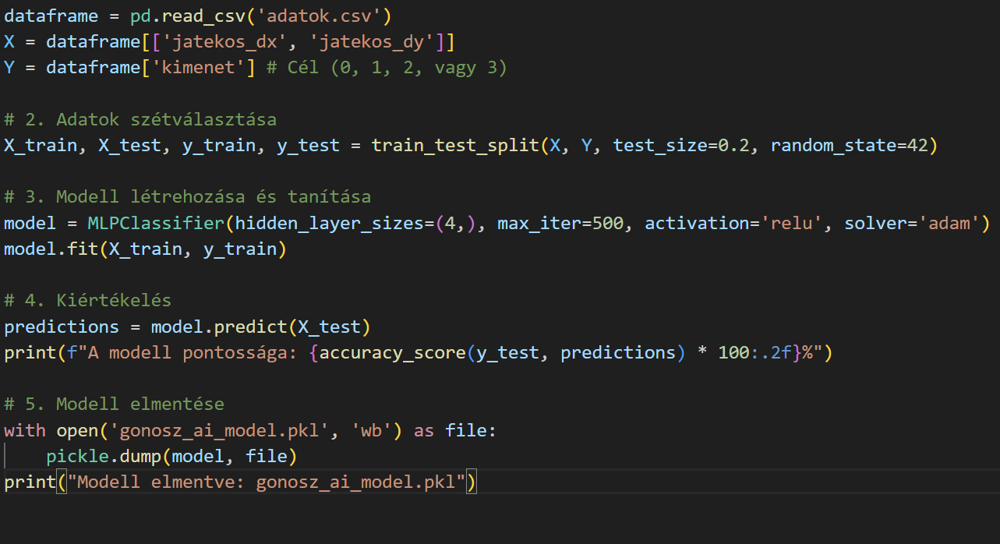 dataframe = pd.read_csv('adatok.csv')
X = dataframe[['jatekos_dx', 'jatekos_dy']]
Y = dataframe['kimenet'] # Cél (0, 1, 2, vagy 3)
# 2. Adatok szétválasztása
X_train, X_test, y_train, y_test = train_test_split(X, Y, test_size=0.2, random_state=42)
# 3. Modell létrehozása és tanítása
model = MLPClassifier(hidden_layer_sizes=(4,), max_iter=500, activation='relu', solver='adam')
model.fit(X_train, y_train)
# 4. Kiértékelés
predictions = model.predict(X_test)
print(f"A modell pontossága: {accuracy_score(y_test, predictions) * 100:.2f}%")
# 5. Modell elmentése
with open('gonosz_ai_model.pkl', 'wb') as file:
    pickle.dump(model, file)
print("Modell elmentve: gonosz_ai_model.pkl")